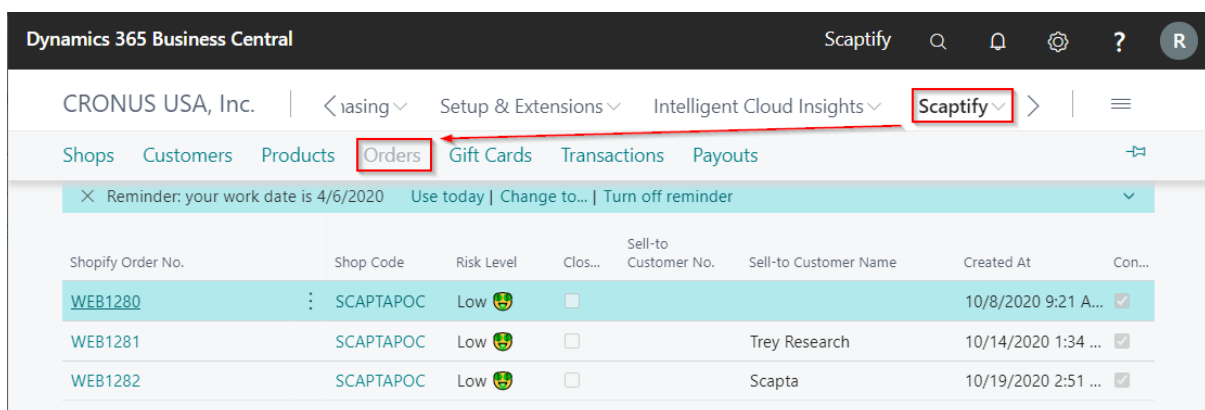 Dynamics 365 Business Central Scaptify ? R
CRONUS USA, Inc. asing Setup & Extensions Intelligent Cloud Insights Scaptify
Shops Customers Products Orders Gift Cards Transactions Payouts
Reminder: your work date is 4/6/2020 Use today | Change to... | Turn off reminder
Shopify Order No. Shop Code Risk Level Clos... Sell-to Customer No. Sell-to Customer Name Created At Con...
WEB1280 SCAPTAPOC Low 10/8/2020 9:21 A...
WEB1281 SCAPTAPOC Low Trey Research 10/14/2020 1:34 ...
WEB1282 SCAPTAPOC Low Scapta 10/19/2020 2:51 ...